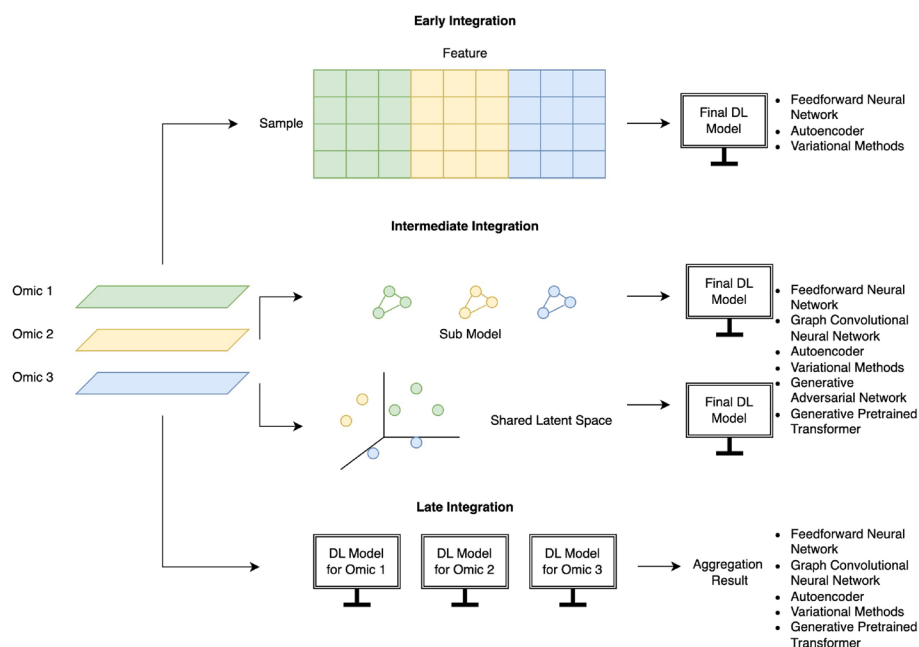 Early Integration
Feature
Sample
Final DL
Model
• Feedforward Neural
Network
• Autoencoder
• Variational Methods
Intermediate Integration
Omic 1
Omic 2
Omic 3
Sub Model
Final DL
Model
Shared Latent Space
Final DL
Model
• Feedforward Neural
Network
• Graph Convolutional
Neural Network
• Autoencoder
• Variational Methods
• Generative
Adversarial Network
• Generative Pretrained
Transformer
Late Integration
DL Model
for Omic 1
DL Model
for Omic 2
DL Model
for Omic 3
Aggregation
Result
• Feedforward Neural
Network
• Graph Convolutional
Neural Network
• Autoencoder
• Variational Methods
• Generative Pretrained
Transformer